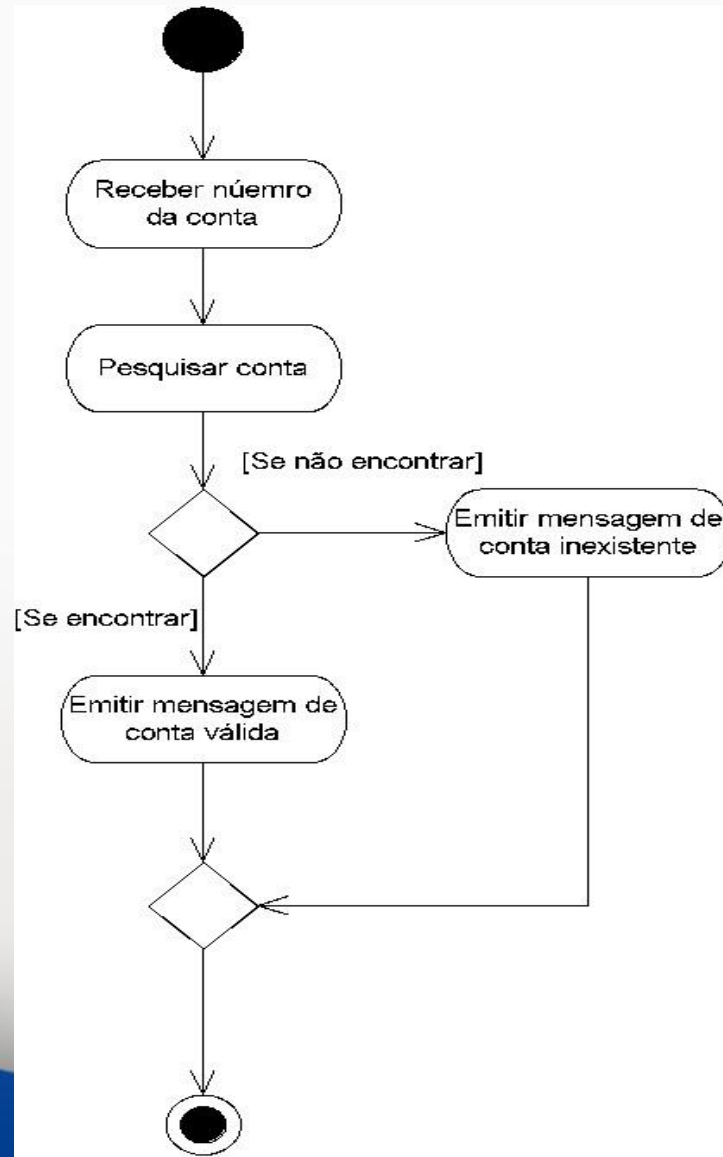 Receber núemro
da conta
Pesquisar conta
[Se não encontrar]
Emitir mensagem de
conta inexistente
[Se encontrar]
Emitir mensagem de
conta válida